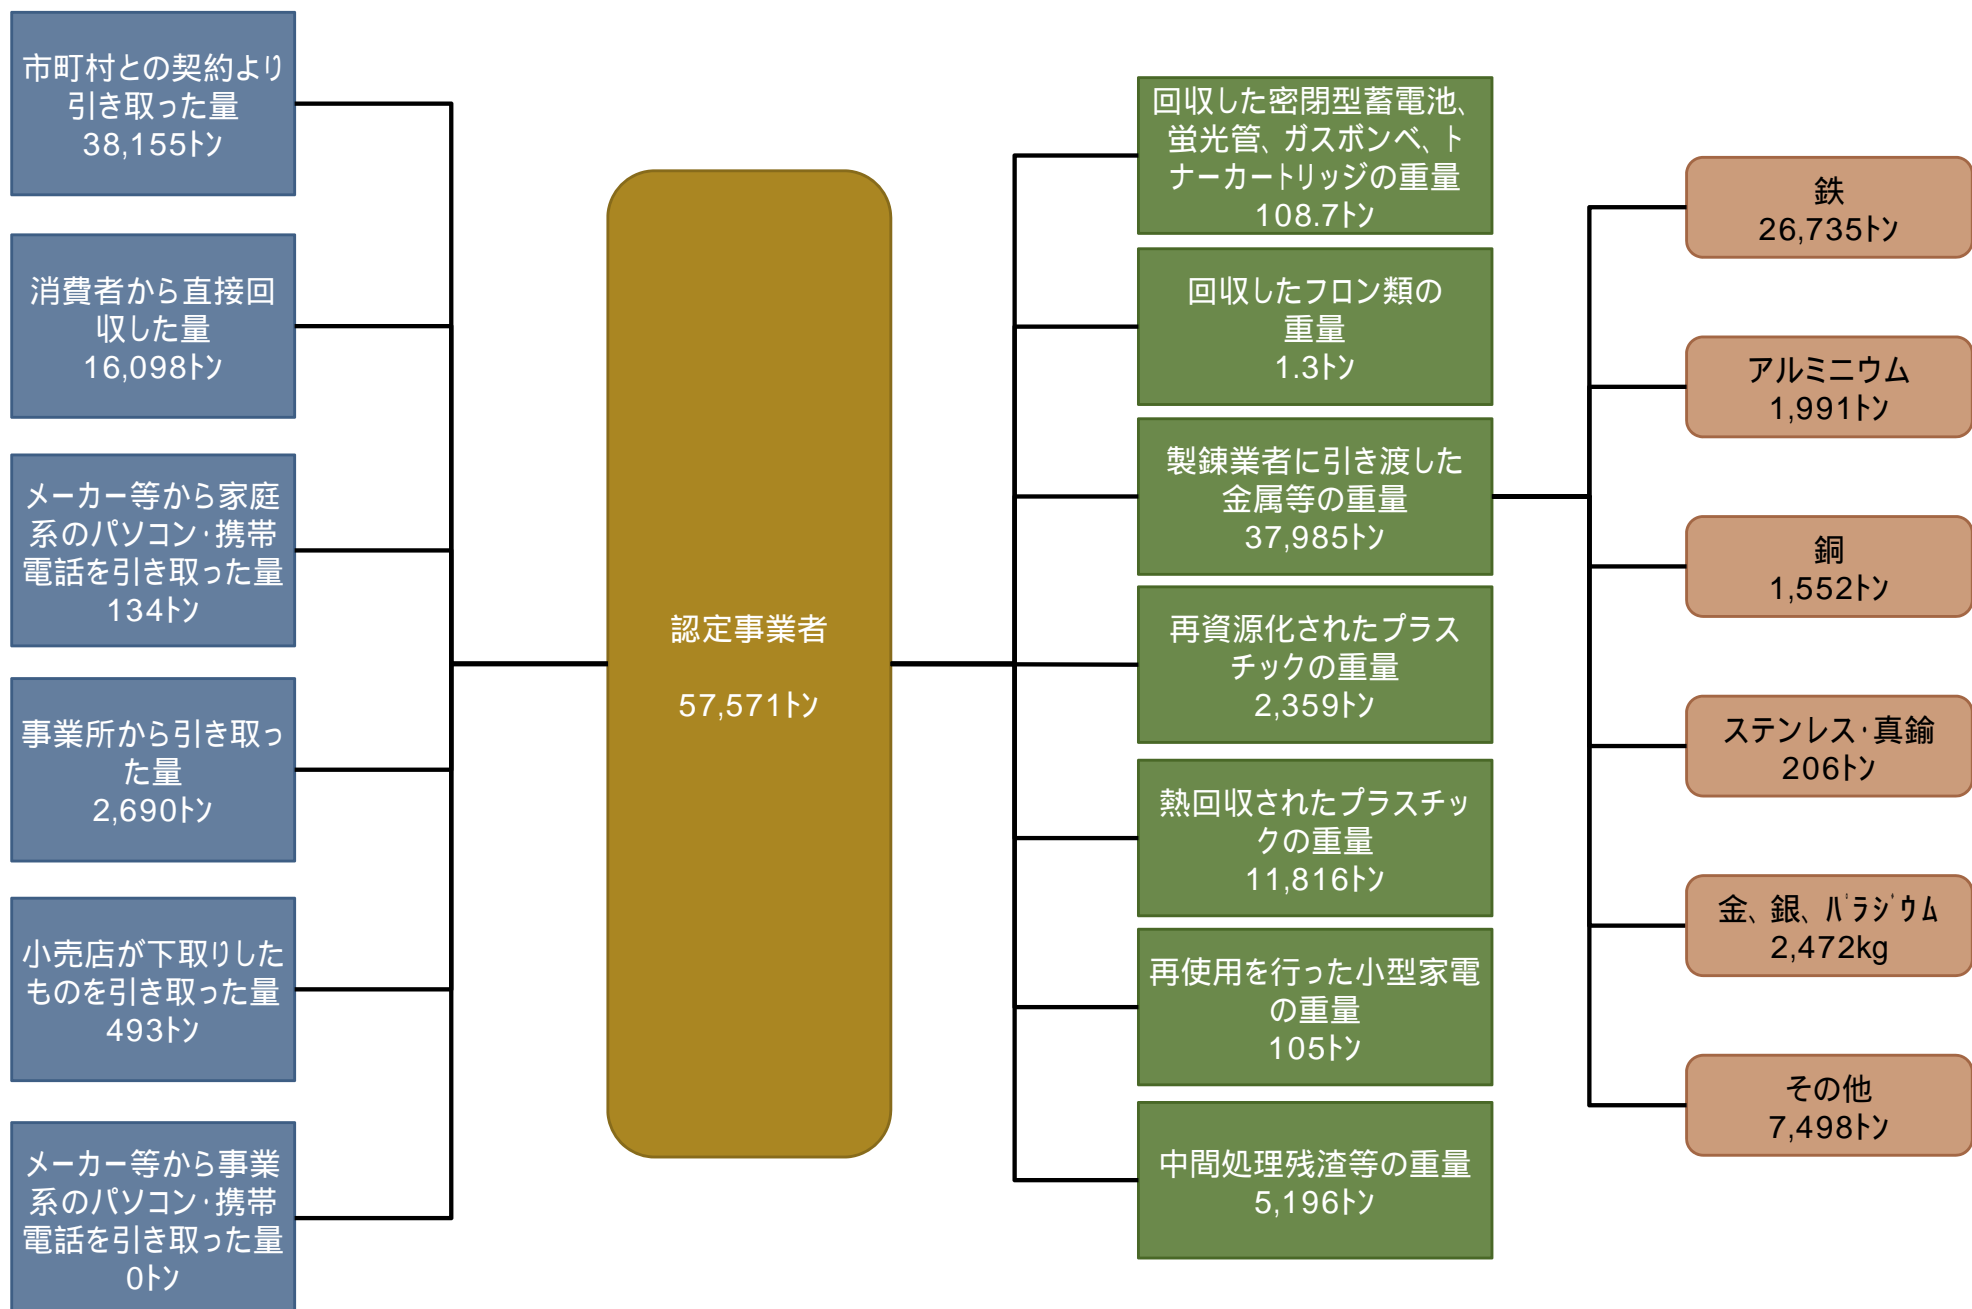 市町村との契約より
引き取った量
38,155トン
消費者から直接回
収した量
16,098トン
メーカー等から家庭
系のパソコン・携帯
電話を引き取った量
134トン
事業所から引き取っ
た量
2,690トン
小売店が下取りした
ものを引き取った量
493トン
メーカー等から事業
系のパソコン・携帯
電話を引き取った量
0トン
認定事業者
57,571トン
回収した密閉型蓄電池、
蛍光管、ガスボンベ、ト
ナーカートリッジの重量
108.7トン
回収したフロン類の
重量
1.3トン
製錬業者に引き渡した
金属等の重量
37,985トン
再資源化されたプラス
チックの重量
2,359トン
熱回収されたプラスチッ
クの重量
11,816トン
再使用を行った小型家電
の重量
105トン
中間処理残渣等の重量
5,196トン
鉄
26,735トン
アルミニウム
1,991トン
銅
1,552トン
ステンレス・真鍮
206トン
金、銀、パラジウム
2,472kg
その他
7,498トン